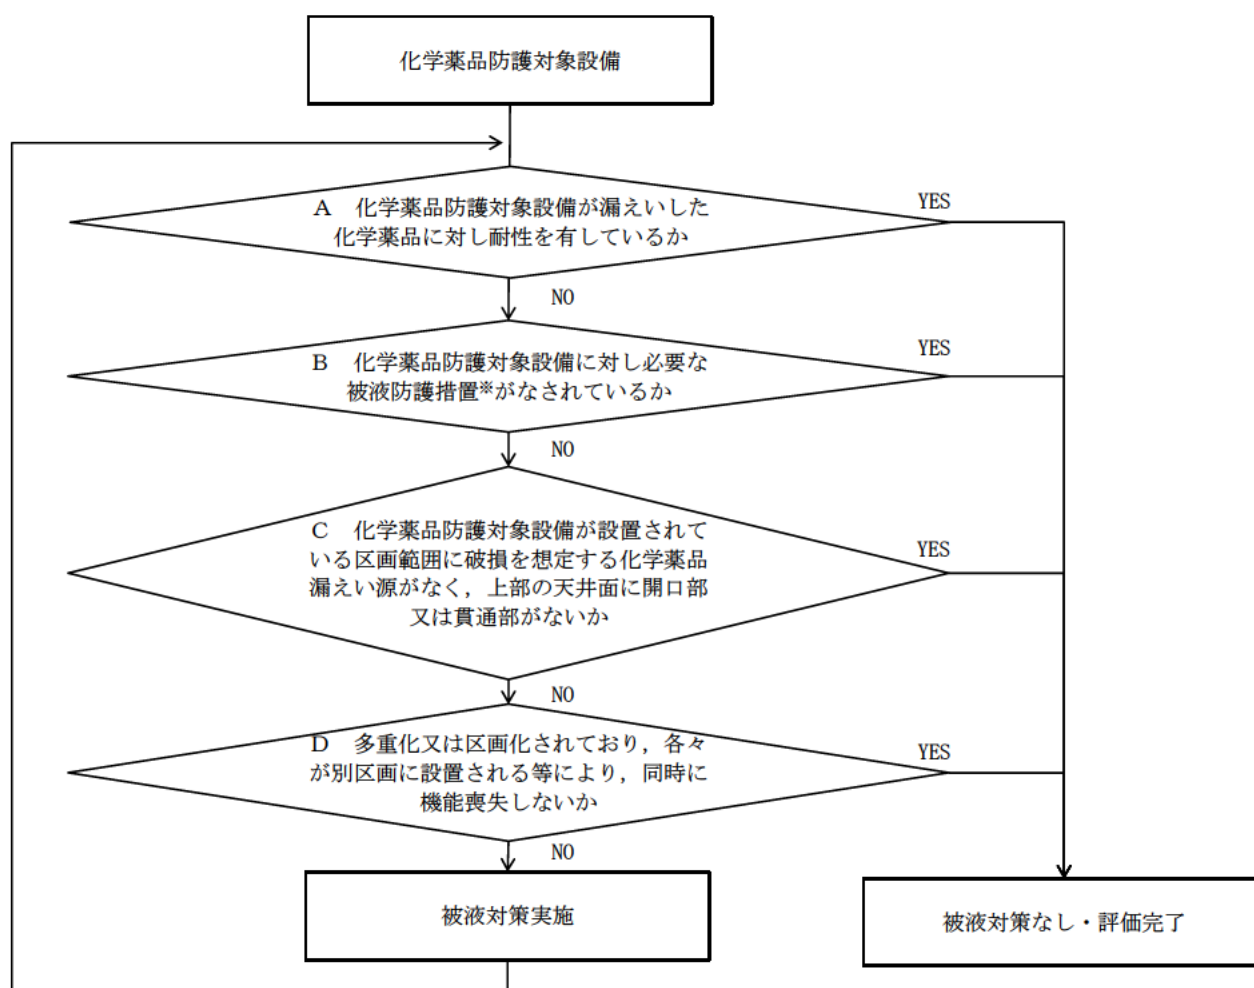 化学薬品防護対象設備
A 化学薬品防護対象設備が漏えいした
化学薬品に対し耐性を有しているか
YES
NO
B 化学薬品防護対象設備に対し必要な
被液防護措置※がなされているか
YES
NO
C 化学薬品防護対象設備が設置されて
いる区画範囲に破損を想定する化学薬品
漏えい源がなく，上部の天井面に開口部
又は貫通部がないか
YES
NO
D 多重化又は区画化されており，各々
が別区画に設置される等により，同時に
機能喪失しないか
YES
NO
被液対策実施
被液対策なし・評価完了